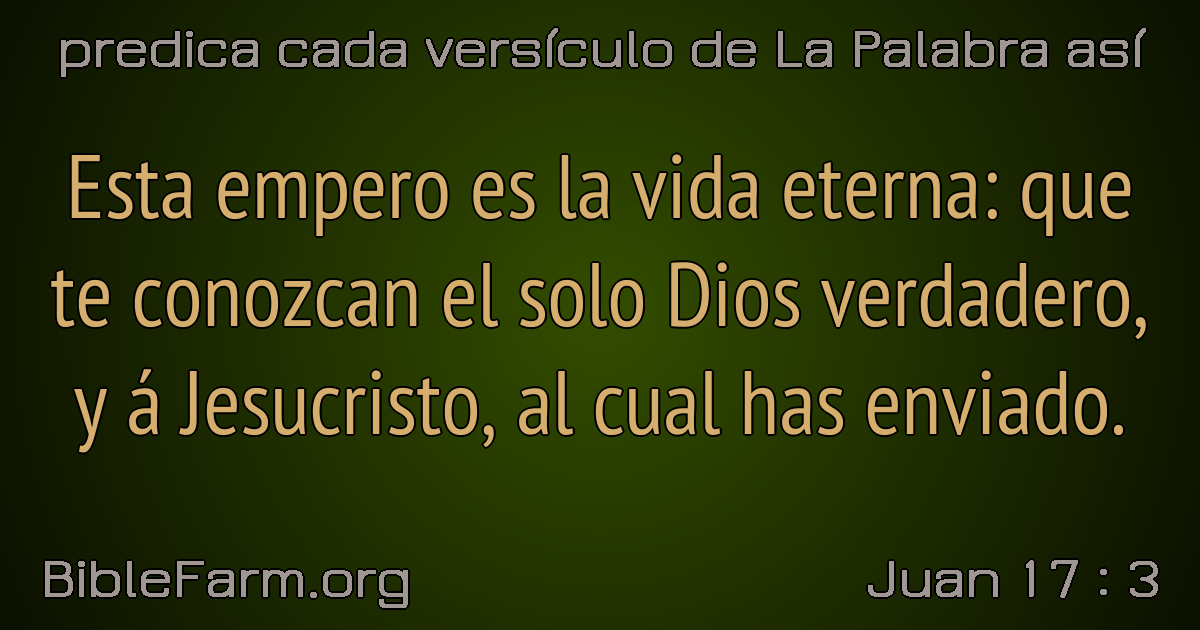 predica cada versículo de La Palabra así
Esta empero es la vida eterna: que
te conozcan el solo Dios verdadero,
y á Jesucristo, al cual has enviado.
BibleFarm.org
Juan 17 : 3